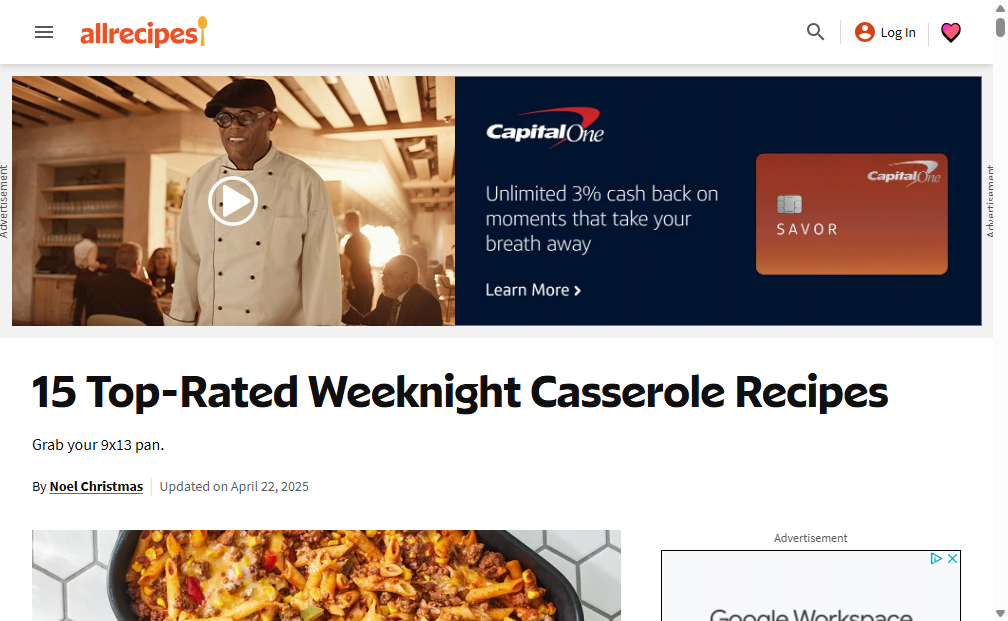 allrecipes
Log In
Advertisement
Capital One
Unlimited 3% cash back on
moments that take your
breath away
Learn More
Capital One
SAVOR
Advertisement
15 Top-Rated Weeknight Casserole Recipes
Grab your 9x13 pan.
By Noel Christmas
Updated on April 22, 2025
Advertisement
Google Workspace